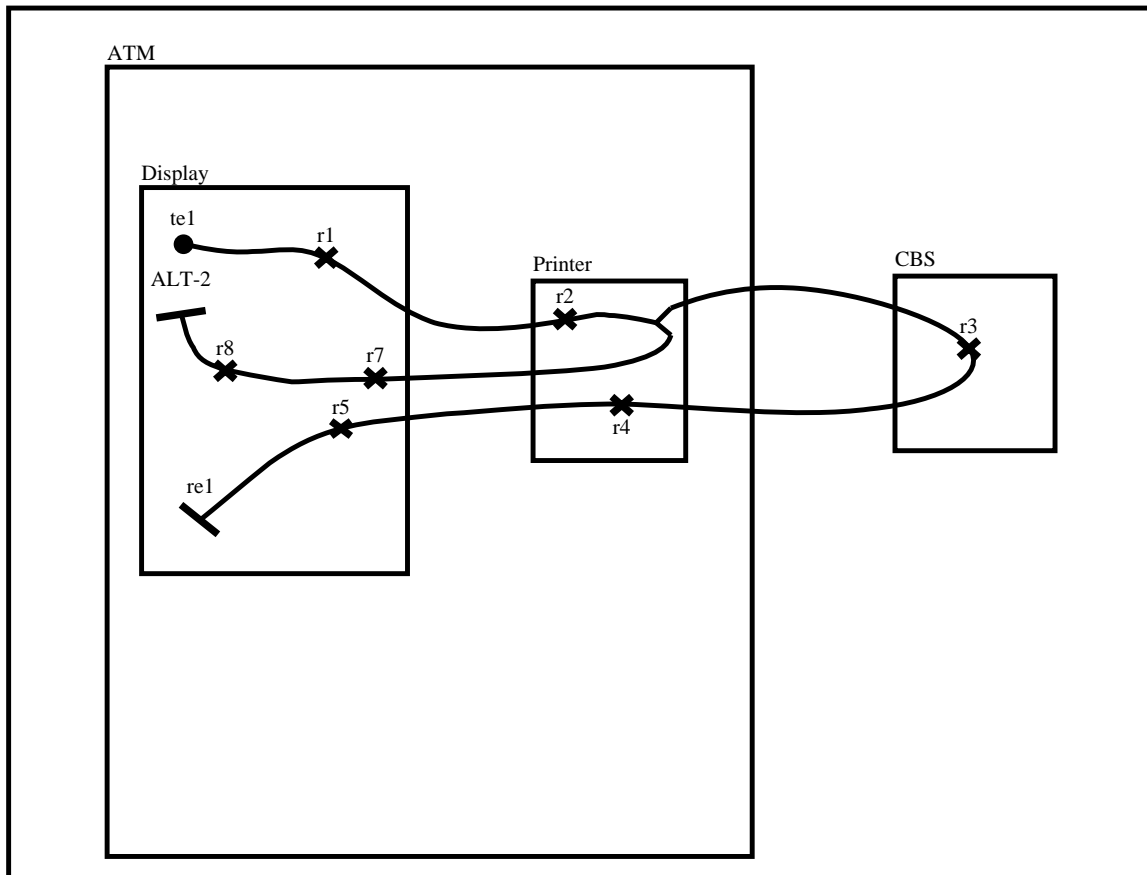 ATM
Display
te1
r1
ALT-2
Printer
CBS
r2
r3
r8
r7
r5
r4
re1